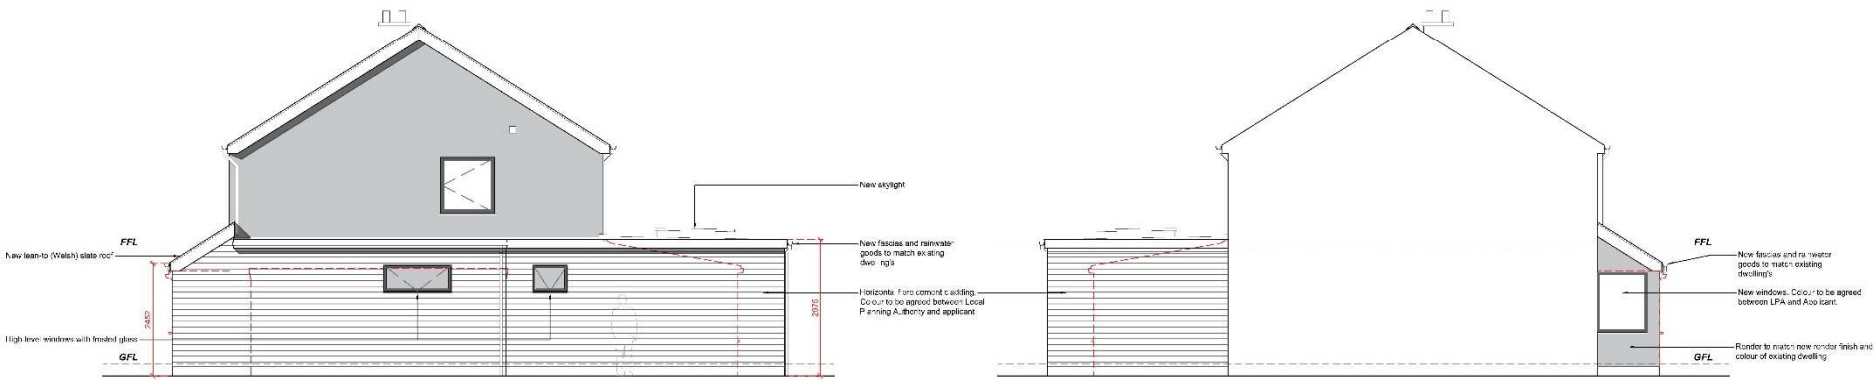 New skylight
FFL
New lean-to (Welsh) slate roof
New fascias and rainwater
goods to match existing
dwelling's
Horizontal fibre cement cladding.
Colour to be agreed between Local
Planning Authority and applicant
2452
High-level windows with frosted glass
GFL
FFL
New fascias and rainwater
goods to match existing
dwelling's
New windows. Colour to be agreed
between LPA and Applicant.
Render to match new render finish and
colour of existing dwelling
GFL